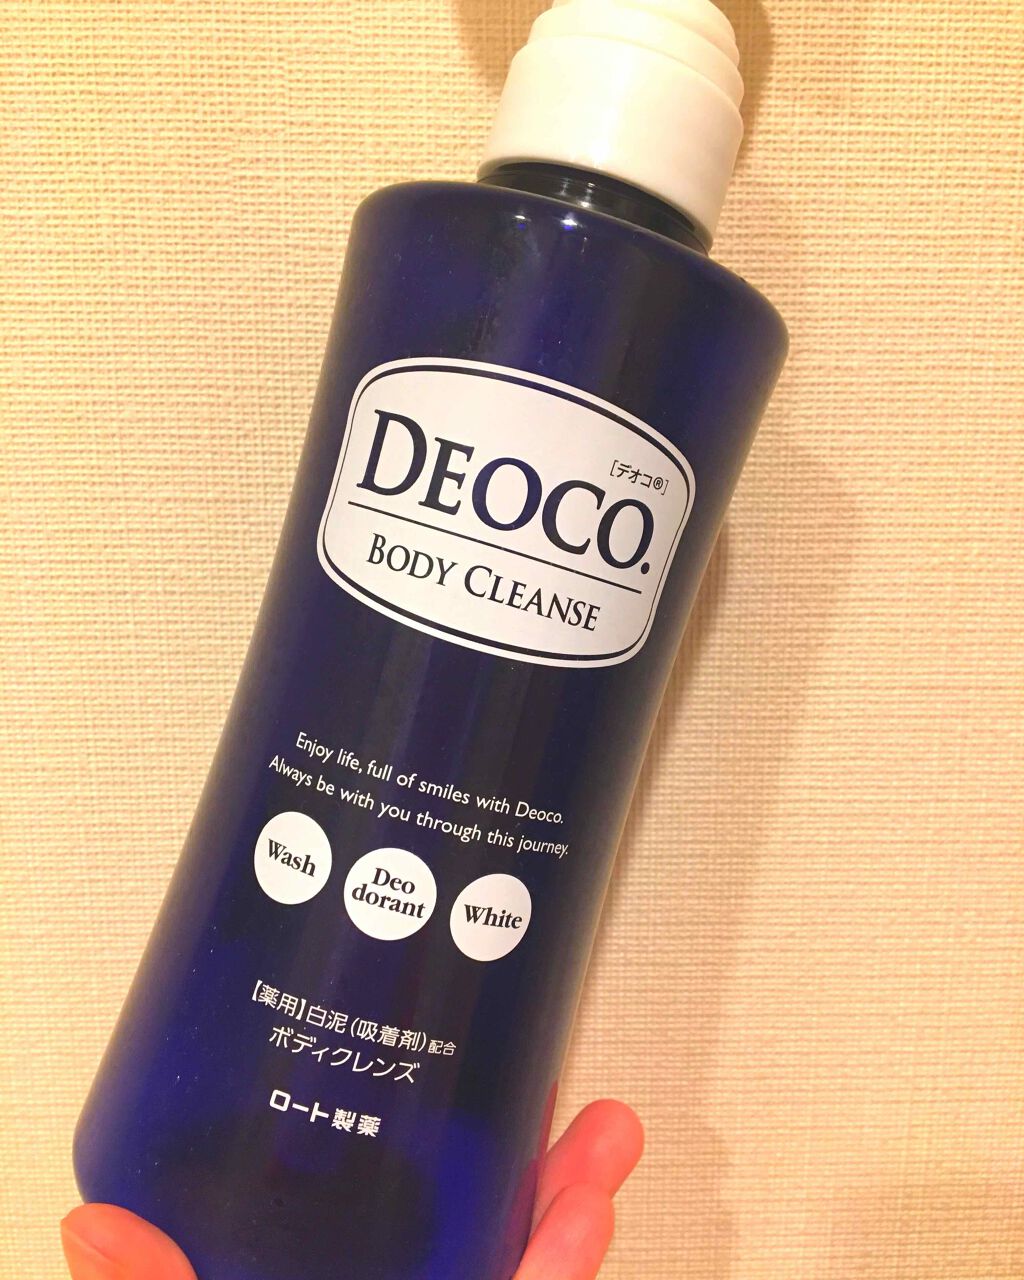 DEOCO.
[デオコ®]
BODY CLEANSE
Enjoy life, full of smiles with Deoco.
Always be with you through this journey.
Wash
Deo
dorant
White
【薬用】白泥(吸着剤)配合
ボディクレンズ
ロート製薬